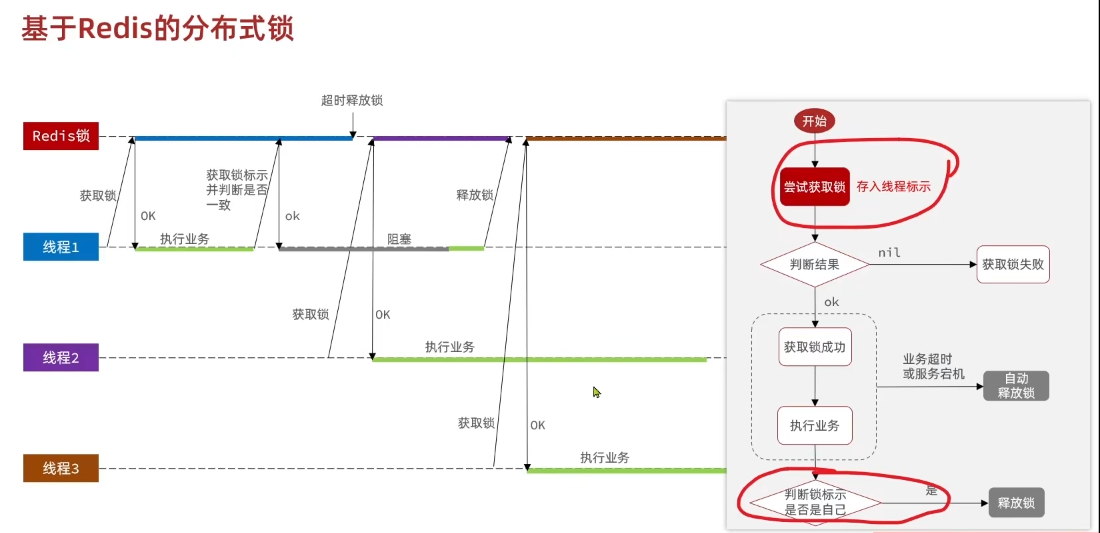 基于Redis的分布式锁
超时释放锁
Redis锁
获取锁
OK
获取锁标示
并判断是否
一致
ok
释放锁
线程1
执行业务
阻塞
获取锁
OK
线程2
执行业务
获取锁
OK
线程3
执行业务
开始
尝试获取锁
存入线程标示
判断结果
nil
获取锁失败
ok
获取锁成功
业务超时
或服务宕机
自动
释放锁
执行业务
判断锁标示
是否是自己
是
释放锁